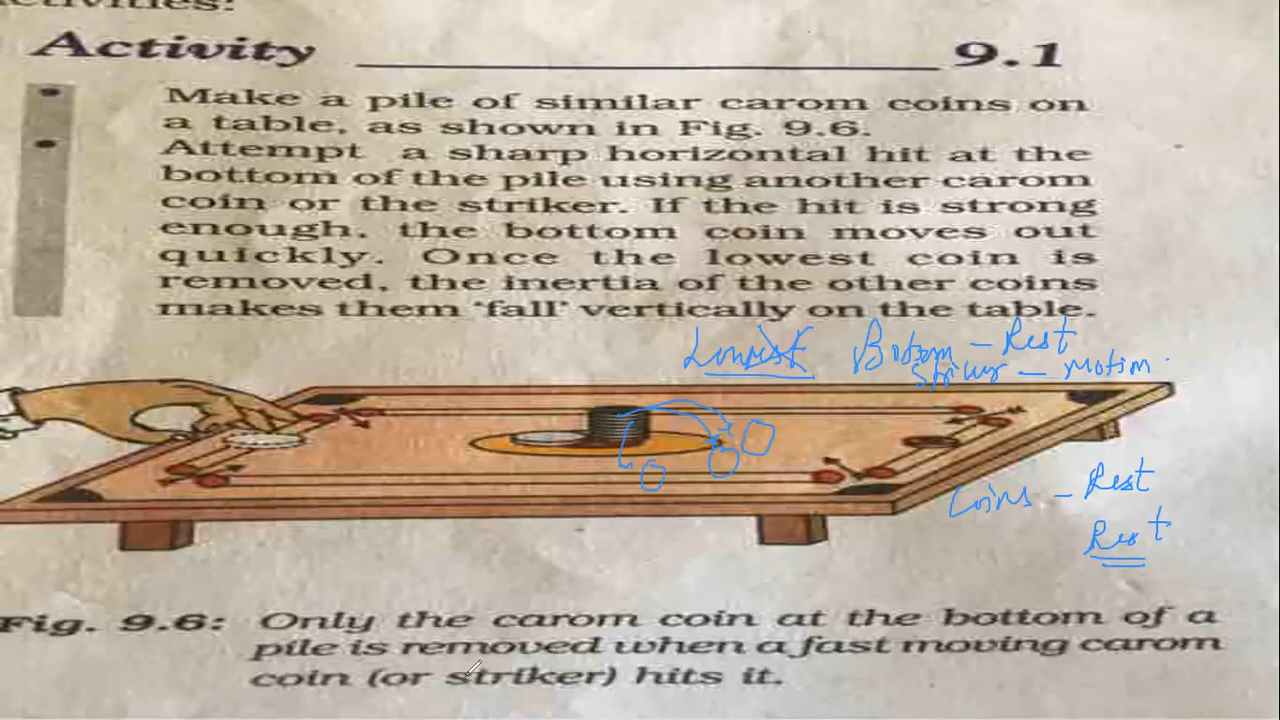 activities:
Activity 9.1
• Make a pile of similar carom coins on
a table, as shown in Fig. 9.6.
• Attempt a sharp horizontal hit at the
bottom of the pile using another carom
coin or the striker. If the hit is strong
enough, the bottom coin moves out
quickly. Once the lowest coin is
removed, the inertia of the other coins
makes them 'fall' vertically on the table.
Bottom - Rest
Striker - Motion
Coins - Rest
Rest
Fig. 9.6: Only the carom coin at the bottom of a
pile is removed when a fast moving carom
coin (or striker) hits it.